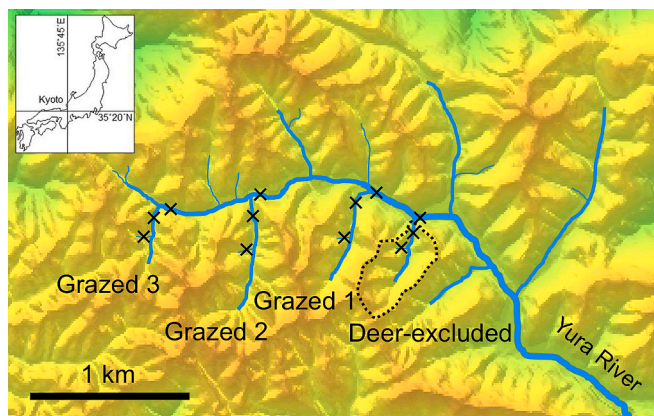 135°45′E
Kyoto
35°20′N
Grazed 3
Grazed 2
Grazed 1
Deer-excluded
Yura River
1 km